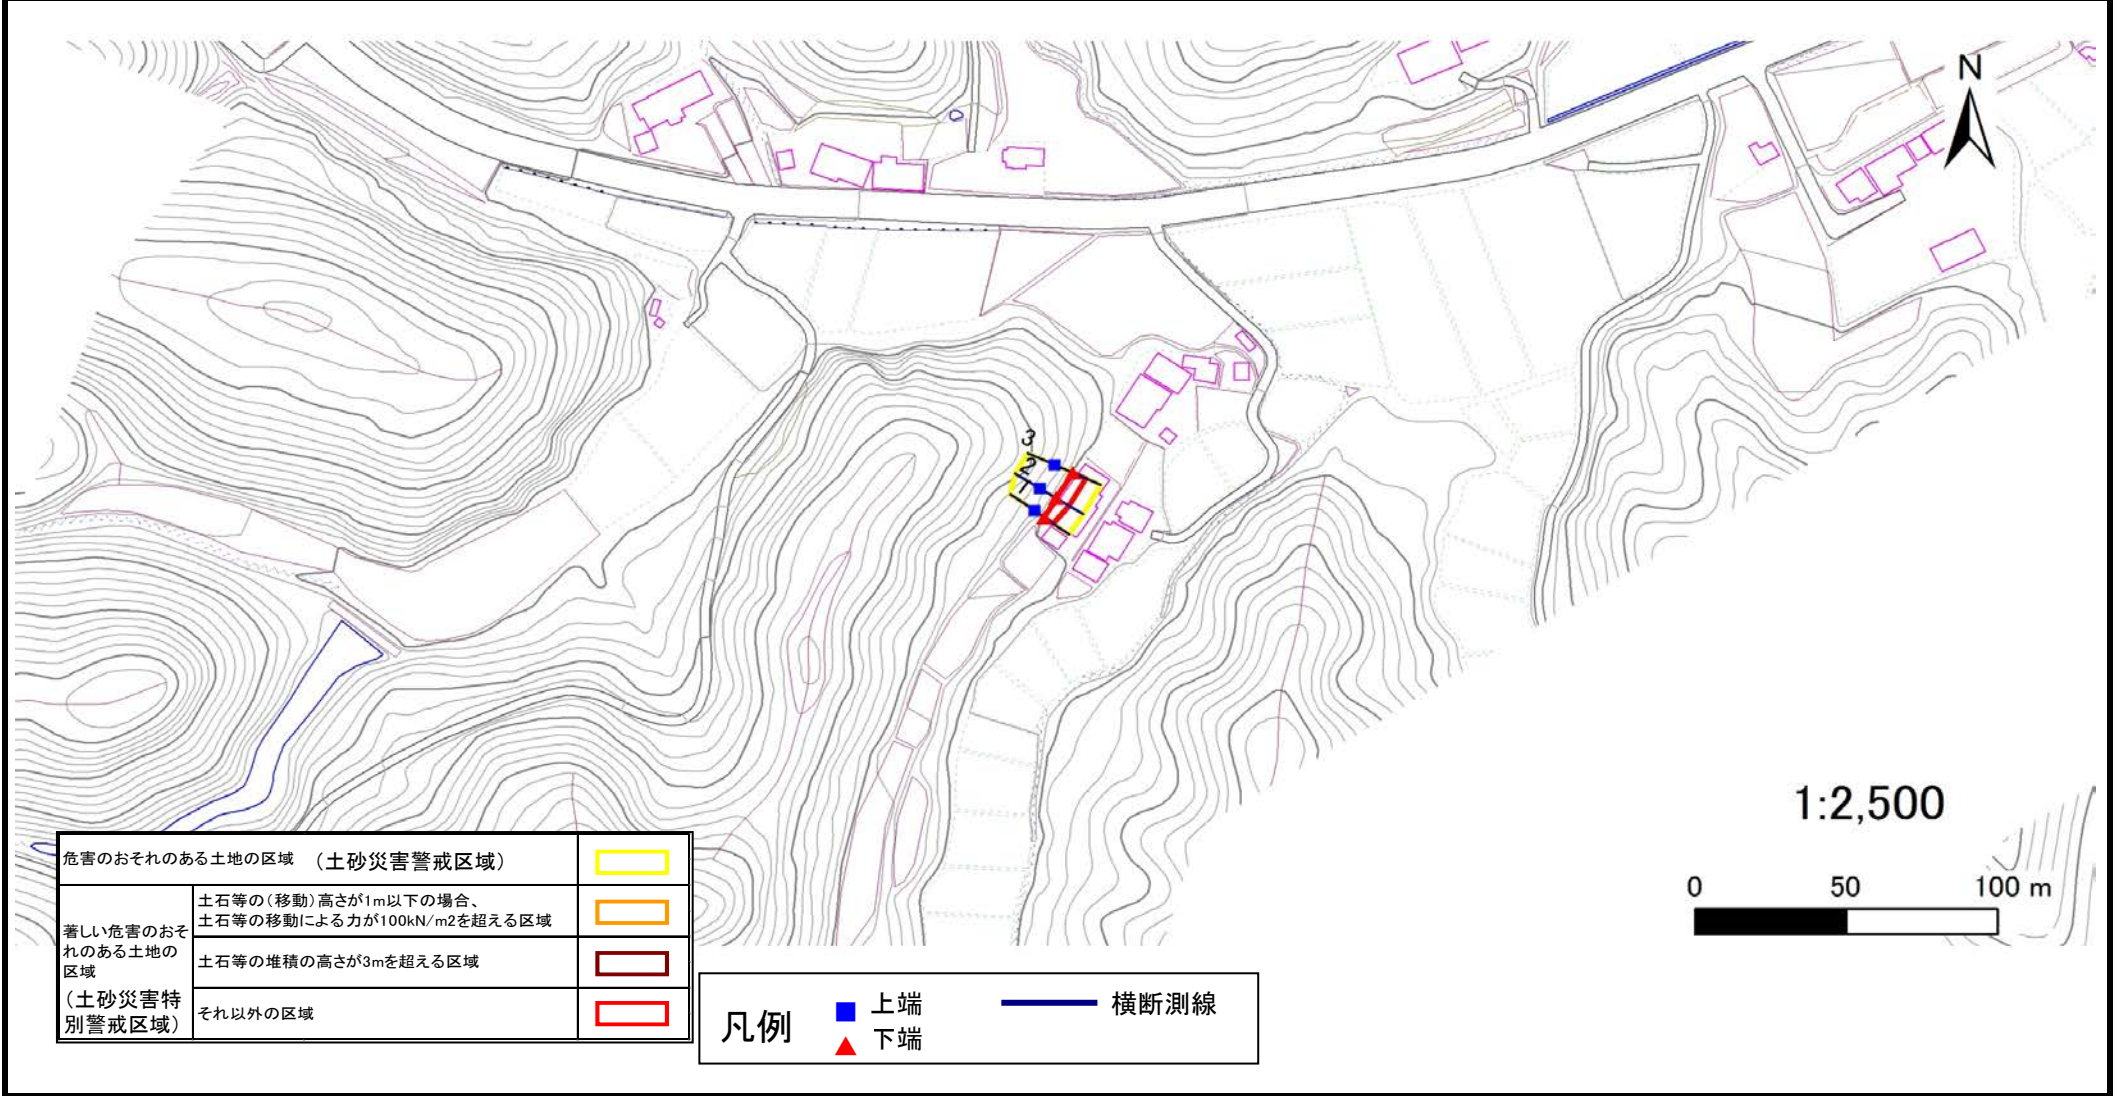 N
3
2
1
1:2,500
0 50 100 m
危害のおそれのある土地の区域 （土砂災害警戒区域）
著しい危害のおそ
れのある土地の
区域
（土砂災害特
別警戒区域）
土石等の（移動）高さが1m以下の場合、
土石等の移動による力が100kN/m2を超える区域
土石等の堆積の高さが3mを超える区域
それ以外の区域
凡例
上端
下端
横断測線